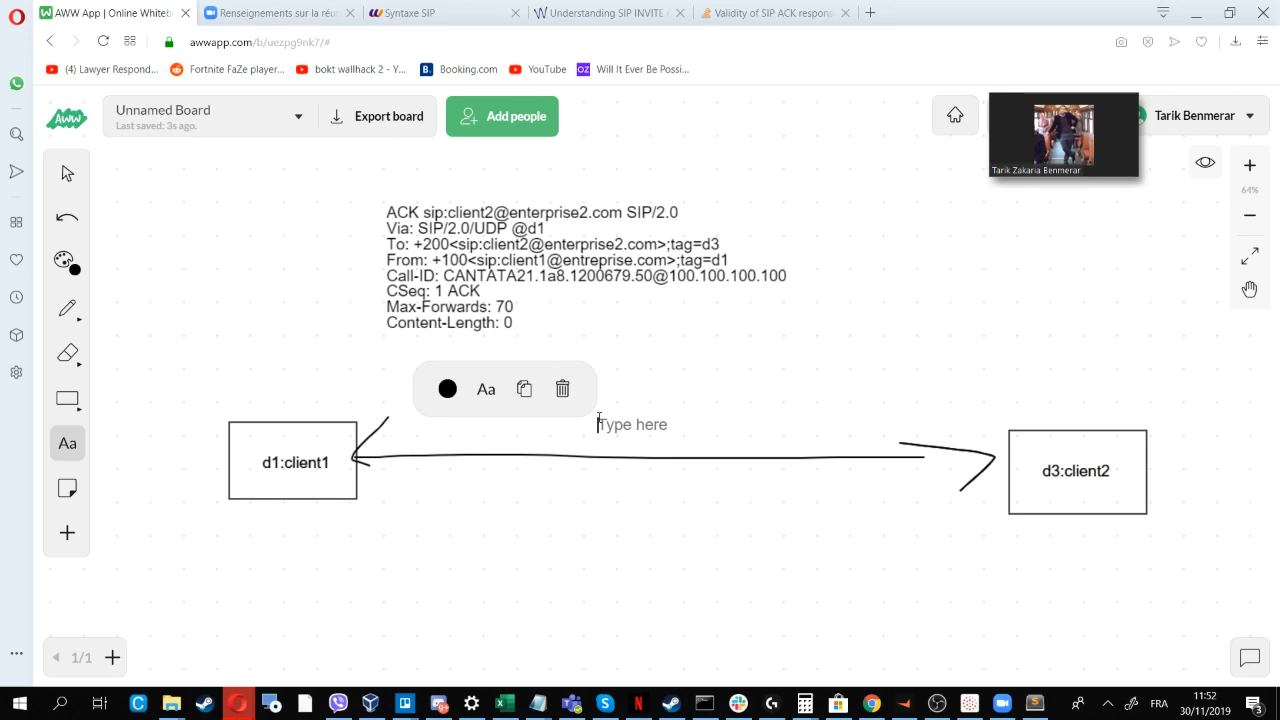 AWW App | Online Whiteb
Renseignements sur la réu
Syntaxe SIP
Understanding SIP INVITE
Validity of SIP ACK respons
awwapp.com/b/uezpg9nk7/#
(4) Lawyer Respond...
Fortnite FaZe player...
bokt wallhack 2 - Y...
Booking.com
YouTube
Will It Ever Be Possi...
AWW
Unnamed Board
Last saved: 3s ago.
Export board
Add people
Tarik Zakaria Benmerar
Tarik Benmerar
64%
ACK sip:client2@enterprise2.com SIP/2.0
Via: SIP/2.0/UDP @d1
To: +200<sip:client2@enterprise2.com>;tag=d3
From: +100<sip:client1@entreprise.com>;tag=d1
Call-ID: CANTATA21.1a8.1200679.50@100.100.100.100
CSeq: 1 ACK
Max-Forwards: 70
Content-Length: 0
Aa
Type here
Aa
d1:client1
d3:client2
1/1
FRA
11:52
30/11/2019
3